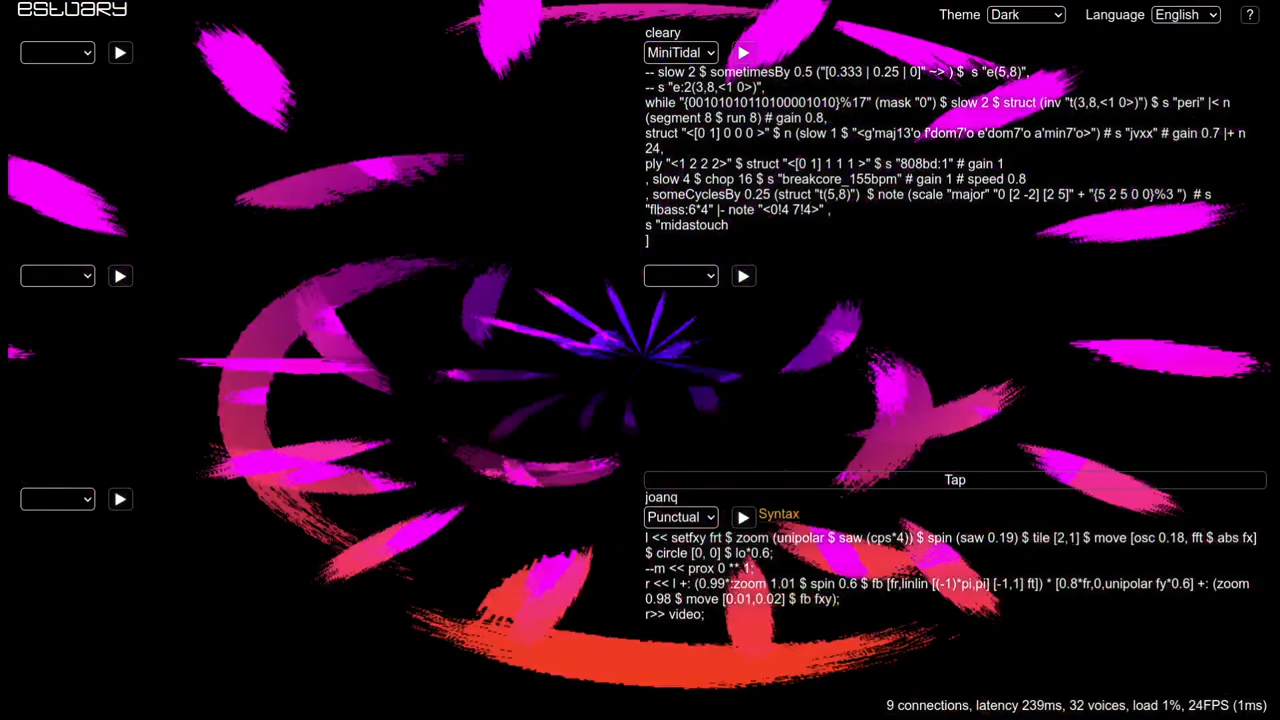 estuary
Theme Dark Language English ?
cleary
MiniTidal
-- slow 2 $ sometimesBy 0.5 ("[0.333 | 0.25 | 0]" ~> ) $  s "e(5,8)",
-- s "e:2(3,8,<1 0>)",
while "{00101010110100001010}%17" (mask "0") $ slow 2 $ struct (inv "t(3,8,<1 0>)") $ s "peri" |< n
(segment 8 $ run 8) # gain 0.8,
struct "<[0 1] 0 0 0 >" $ n (slow 1 $ "<g'maj13'o f'dom7'o e'dom7'o a'min7'o>") # s "jvxx" # gain 0.7 |+ n
24,
ply "<1 2 2 2>" $ struct "<[0 1] 1 1 1 >" $ s "808bd:1" # gain 1
, slow 4 $ chop 16 $ s "breakcore_155bpm" # gain 1 # speed 0.8
, someCyclesBy 0.25 (struct "t(5,8)")  $ note (scale "major" "0 [2 -2] [2 5]" + "{5 2 5 0 0}%3 ")  # s
"flbass:6*4" |- note "<0!4 7!4>" ,
s "midastouch
]
Tap
joanq
Punctual Syntax
l << setfxy frt $ zoom (unipolar $ saw (cps*4)) $ spin (saw 0.19) $ tile [2,1] $ move [osc 0.18, fft $ abs fx]
$ circle [0, 0] $ lo*0.6;
--m << prox 0 ** 1;
r << l +: (0.99*:zoom 1.01 $ spin 0.6 $ fb [fr,linlin [(-1)*pi,pi] [-1,1] ft]) * [0.8*fr,0,unipolar fy*0.6] +: (zoom
0.98 $ move [0.01,0.02] $ fb fxy);
r>> video;
9 connections, latency 239ms, 32 voices, load 1%, 24FPS (1ms)